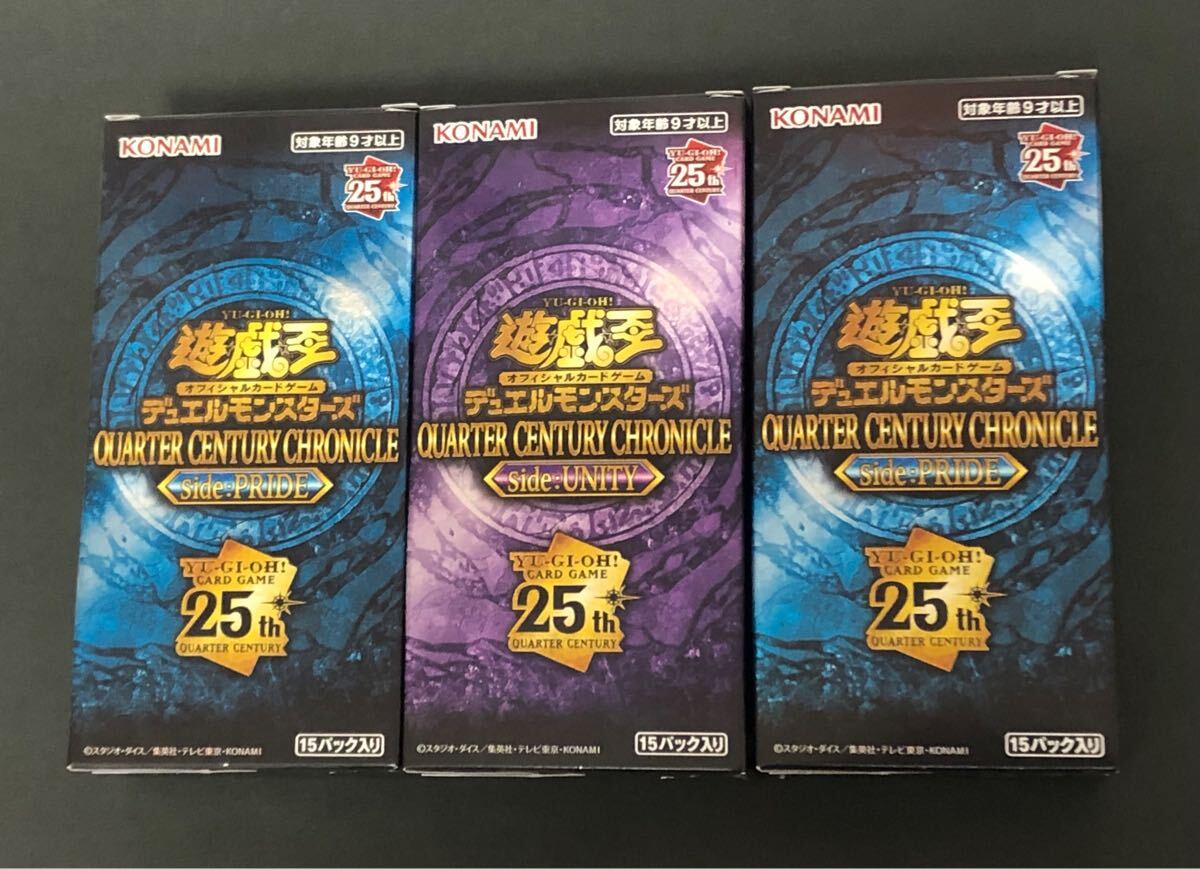 KONAMI
対象年齢9才以上
YU-GI-OH!
CARD GAME
25th
QUARTER CENTURY
YU-GI-OH!
遊戯王
オフィシャルカードゲーム
デュエルモンスターズ
QUARTER CENTURY CHRONICLE
side:PRIDE
YU-GI-OH!
CARD GAME
25th
QUARTER CENTURY
©スタジオ・ダイス/集英社・テレビ東京・KONAMI
15パック入り
KONAMI
対象年齢9才以上
YU-GI-OH!
CARD GAME
25th
QUARTER CENTURY
YU-GI-OH!
遊戯王
オフィシャルカードゲーム
デュエルモンスターズ
QUARTER CENTURY CHRONICLE
side:UNITY
YU-GI-OH!
CARD GAME
25th
QUARTER CENTURY
©スタジオ・ダイス/集英社・テレビ東京・KONAMI
15パック入り
KONAMI
対象年齢9才以上
YU-GI-OH!
CARD GAME
25th
QUARTER CENTURY
YU-GI-OH!
遊戯王
オフィシャルカードゲーム
デュエルモンスターズ
QUARTER CENTURY CHRONICLE
side:PRIDE
YU-GI-OH!
CARD GAME
25th
QUARTER CENTURY
©スタジオ・ダイス/集英社・テレビ東京・KONAMI
15パック入り